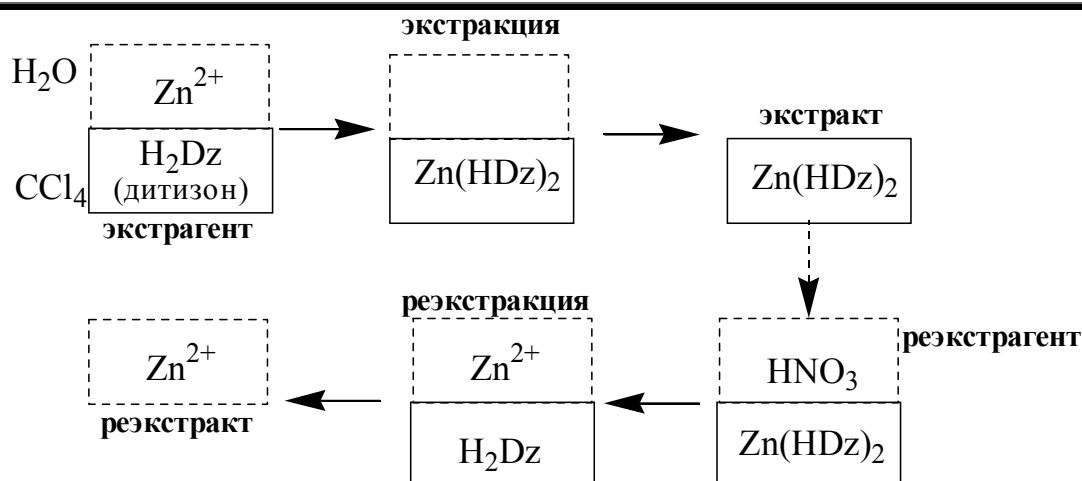 экстракция
H₂O
Zn²⁺
H₂Dz
(дитизон)
CCl₄
экстрагент
Zn(HDz)₂
экстракт
Zn(HDz)₂
реэкстракция
Zn²⁺
реэкстракт
Zn²⁺
H₂Dz
реэкстрагент
HNO₃
Zn(HDz)₂